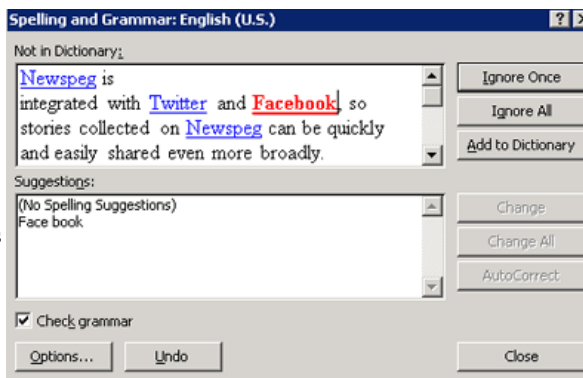 Spelling and Grammar: English (U.S.)
Not in Dictionary:
Newspeg is
integrated with Twitter and Facebook, so
stories collected on Newspeg can be quickly
and easily shared even more broadly.
Ignore Once
Ignore All
Add to Dictionary
Suggestions:
(No Spelling Suggestions)
Face book
Change
Change All
AutoCorrect
Check grammar
Options...
Undo
Close